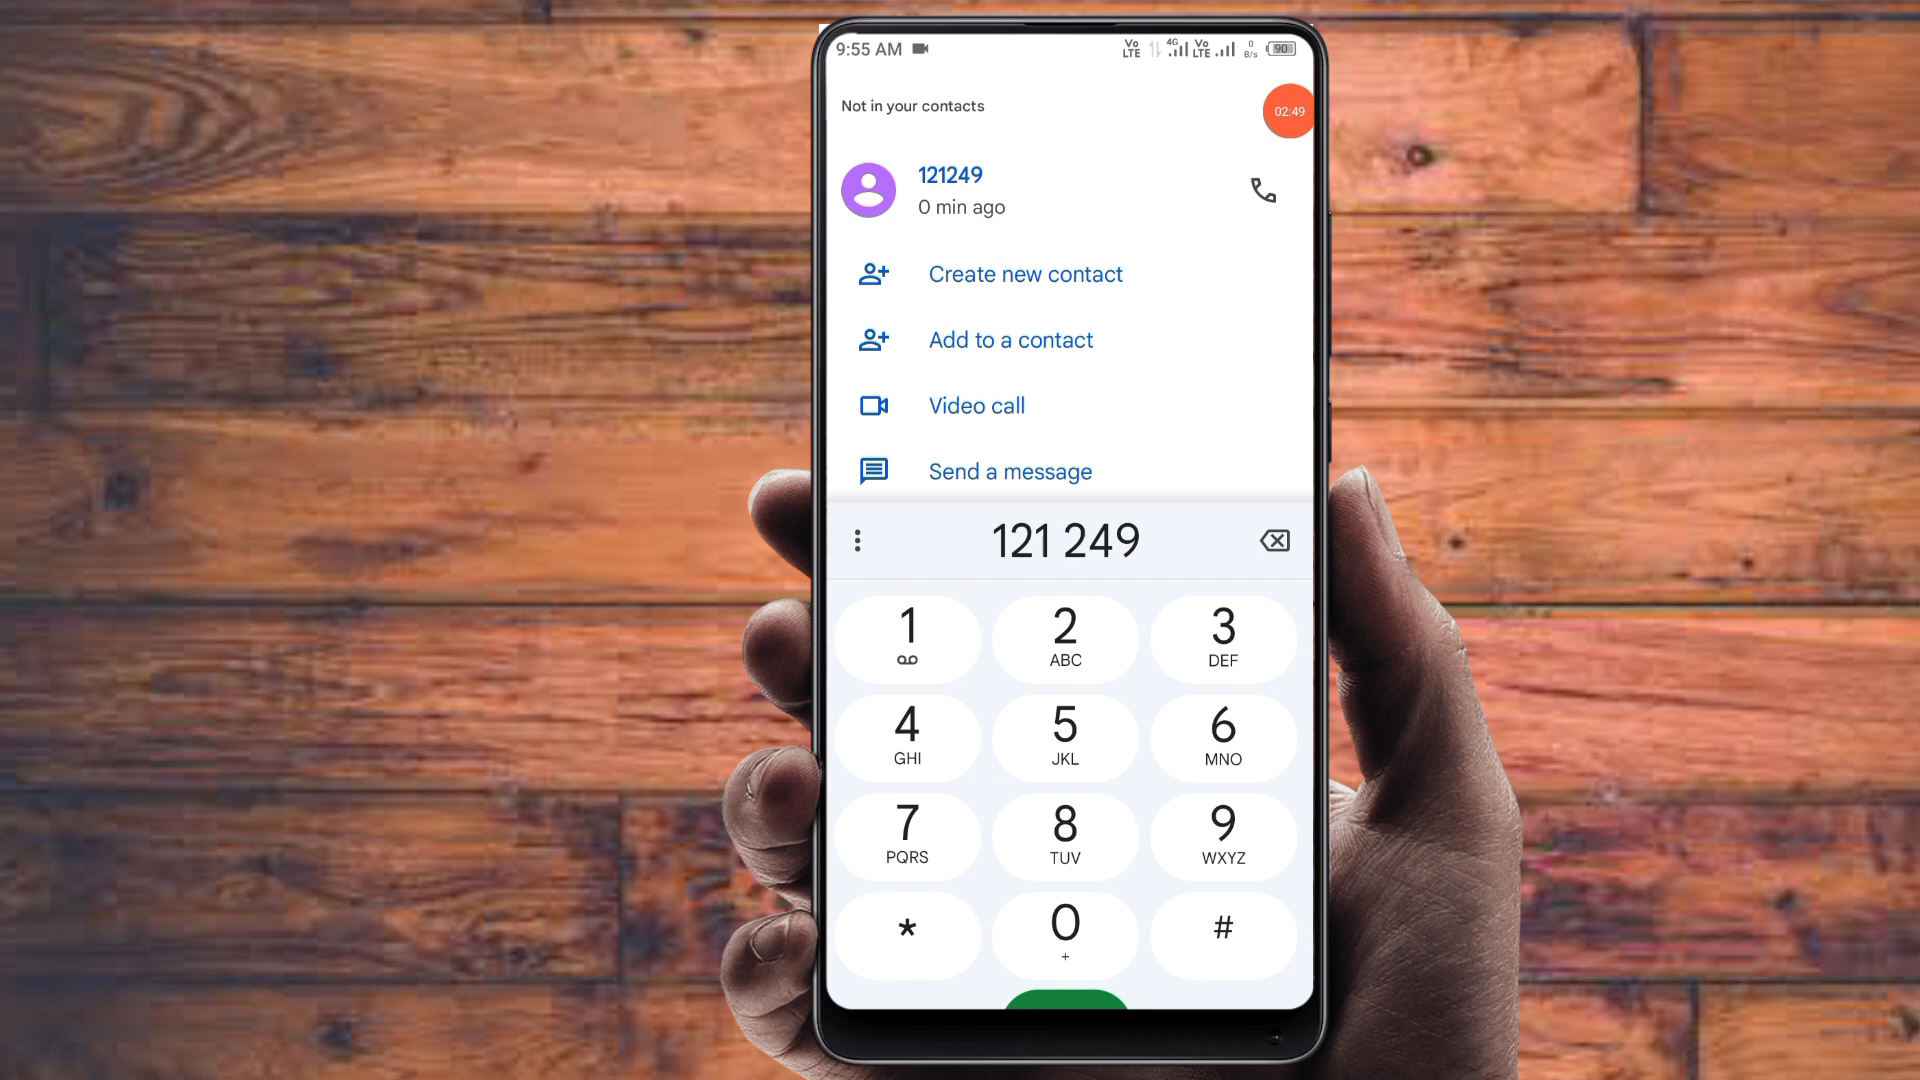 9:55 AM
Vo LTE 4G Vo LTE 0 B/s 90
Not in your contacts
02:49
121249
0 min ago
Create new contact
Add to a contact
Video call
Send a message
121 249
1 2 3
ABC DEF
4 5 6
GHI JKL MNO
7 8 9
PQRS TUV WXYZ
* 0 #
+